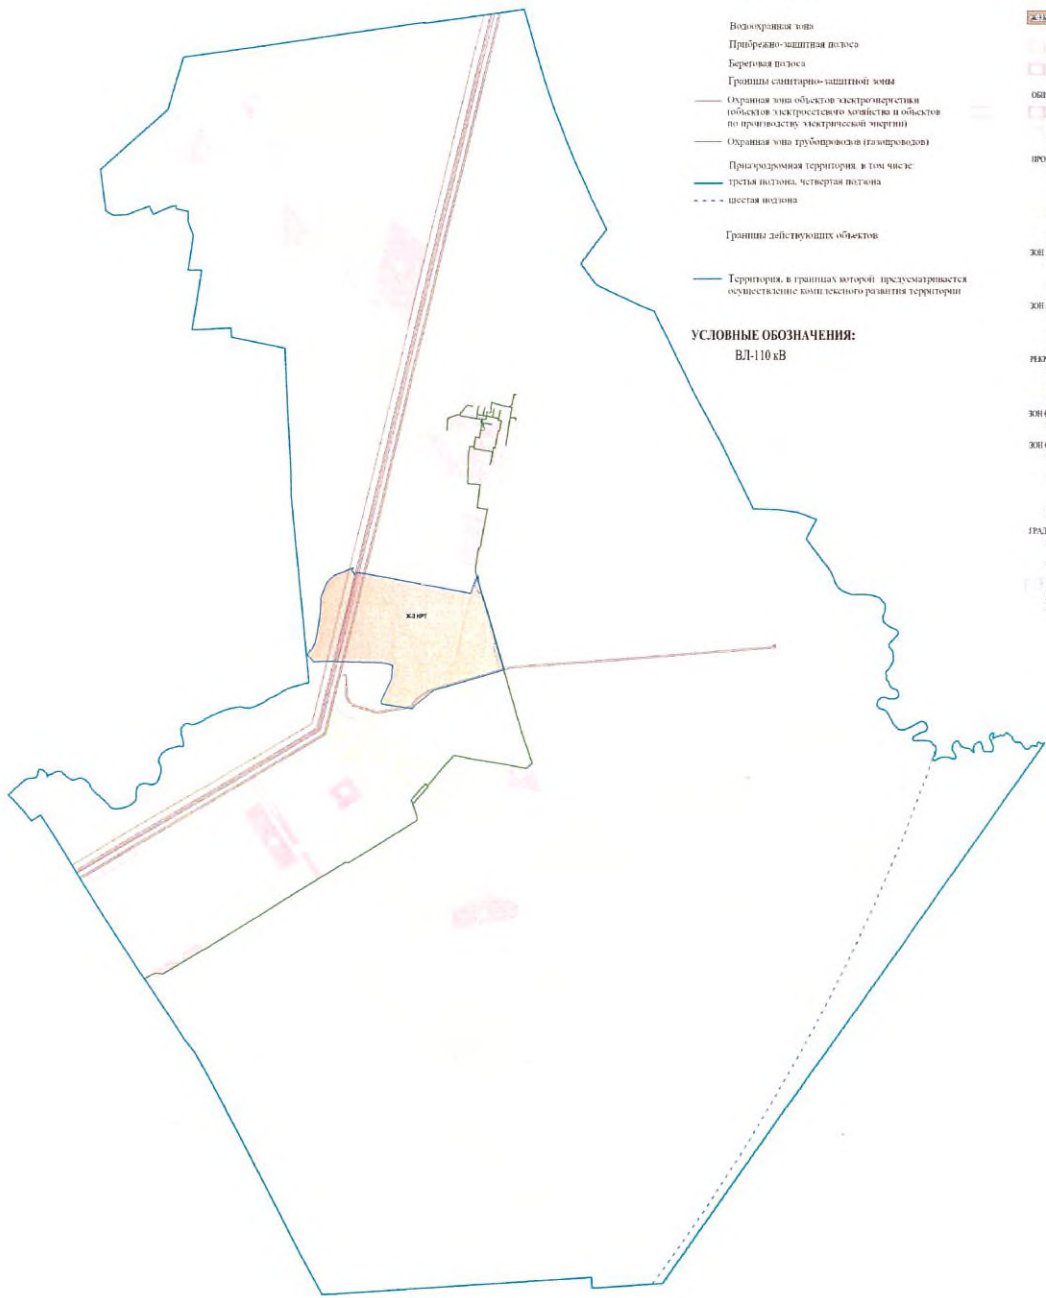 Водоохранная зона
Прибрежно-защитная полоса
Береговая полоса
Границы санитарно-защитной зоны
Охранная зона объектов электроэнергетики
(объектов электросетевого хозяйства и объектов
по производству электрической энергии)
Охранная зона трубопроводов (газопроводов)
Приаэродромная территория, в том числе:
третья подзона, четвертая подзона
шестая подзона
Границы действующих объектов
Территория, в границах которой предусматривается
осуществление комплексного развития территории
УСЛОВНЫЕ ОБОЗНАЧЕНИЯ:
ВЛ-110 кВ
ЗОН
ЗОН